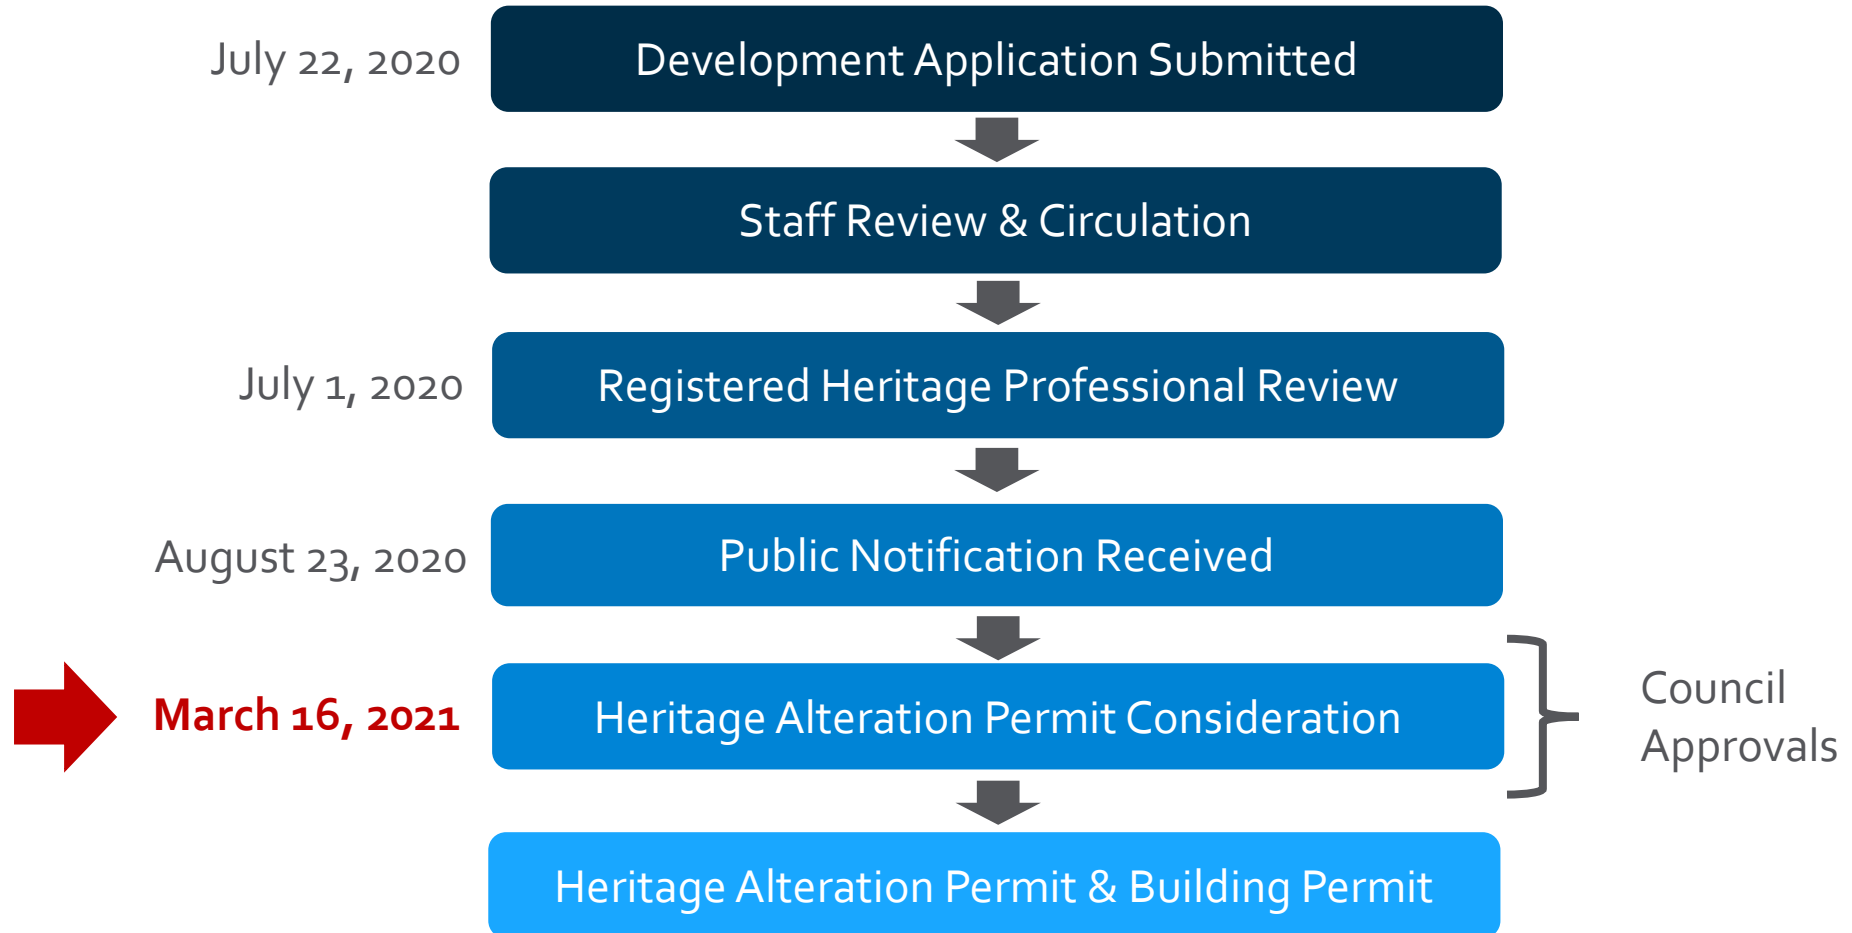 July 22, 2020
Development Application Submitted
Staff Review & Circulation
July 1, 2020
Registered Heritage Professional Review
August 23, 2020
Public Notification Received
March 16, 2021
Heritage Alteration Permit Consideration
Council
Approvals
Heritage Alteration Permit & Building Permit